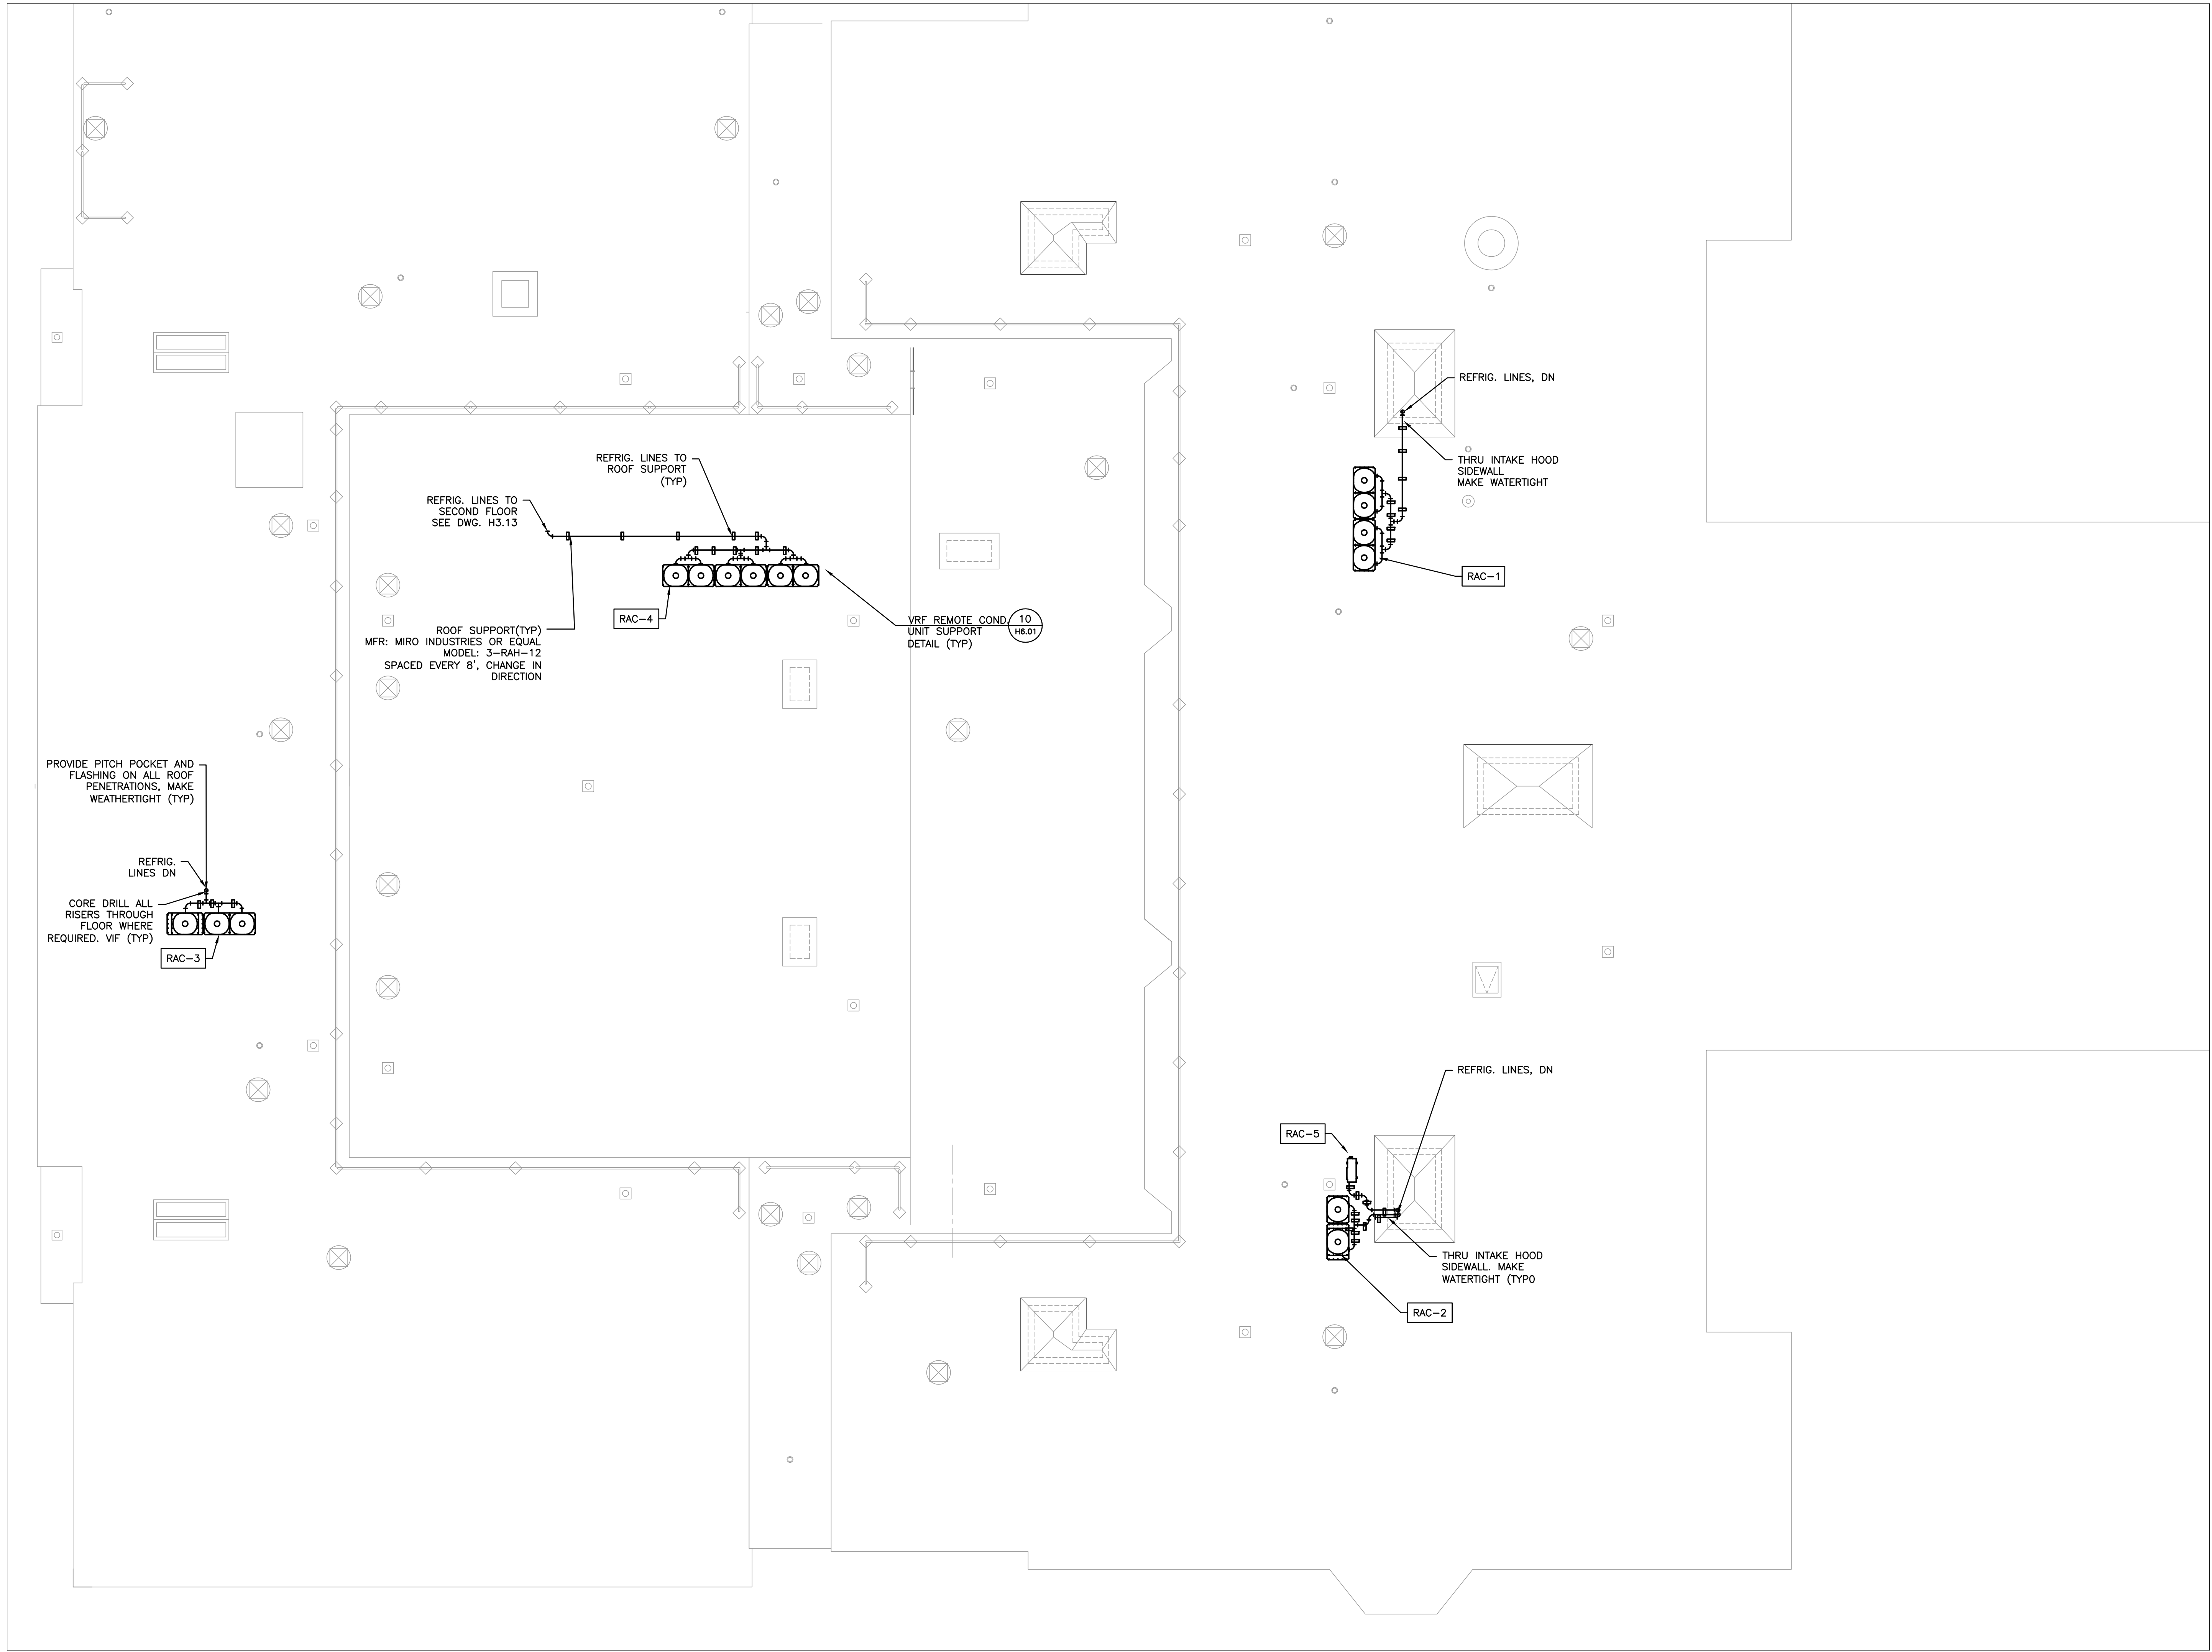 REFRIG. LINES, DN
THRU INTAKE HOOD
SIDEWALL
MAKE WATERTIGHT
RAC-1
REFRIG. LINES TO
ROOF SUPPORT
(TYP)
REFRIG. LINES TO
SECOND FLOOR
SEE DWG. H3.13
RAC-4
ROOF SUPPORT(TYP)
MFR: MIRO INDUSTRIES OR EQUAL
MODEL: 3-RAH-12
SPACED EVERY 8', CHANGE IN
DIRECTION
VRF REMOTE COND.
UNIT SUPPORT
DETAIL (TYP)
10
H6.01
PROVIDE PITCH POCKET AND
FLASHING ON ALL ROOF
PENETRATIONS, MAKE
WEATHERTIGHT (TYP)
REFRIG.
LINES DN
CORE DRILL ALL
RISERS THROUGH
FLOOR WHERE
REQUIRED. VIF (TYP)
RAC-3
REFRIG. LINES, DN
RAC-5
THRU INTAKE HOOD
SIDEWALL. MAKE
WATERTIGHT (TYPO
RAC-2